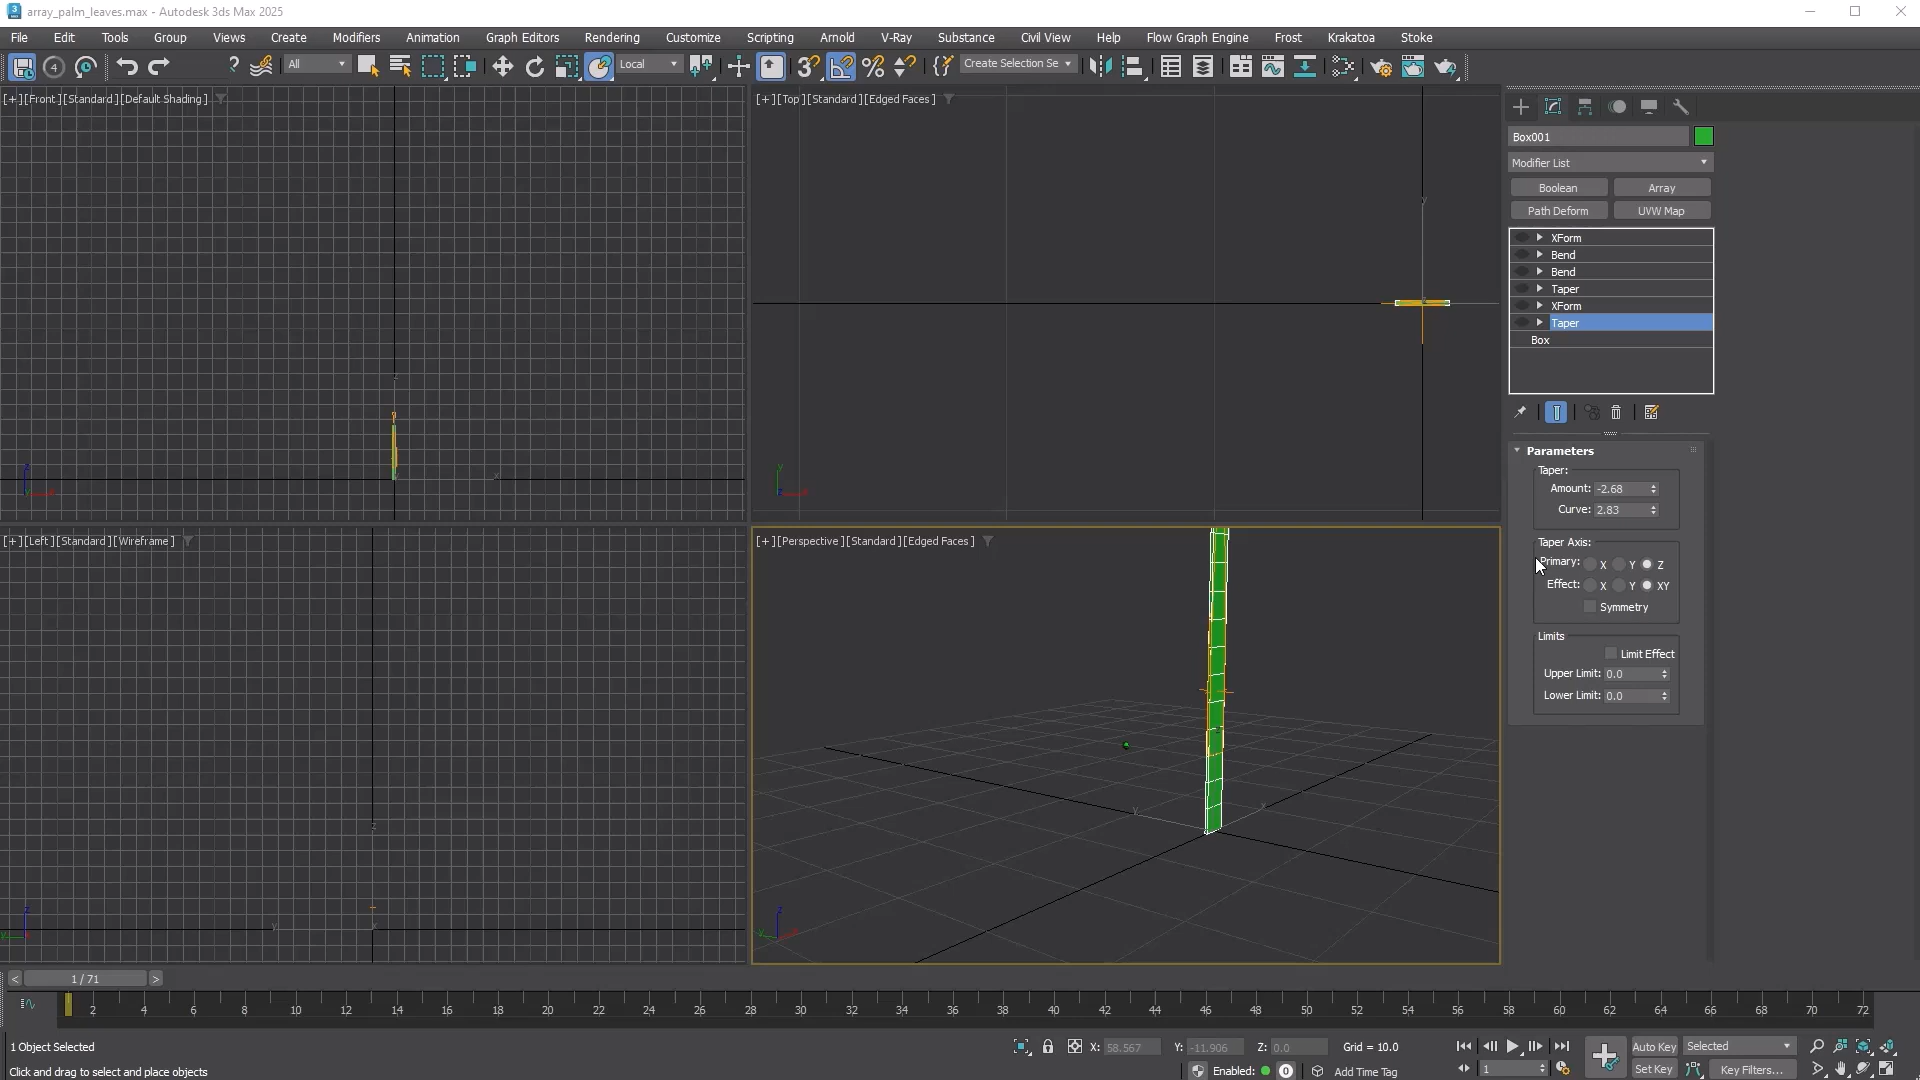 array_palm_leaves.max - Autodesk 3ds Max 2025
File Edit Tools Group Views Create Modifiers Animation Graph Editors Rendering Customize Scripting Arnold V-Ray Substance Civil View Help Flow Graph Engine Frost Krakatoa Stoke
4 ? All Local 3 Create Selection Se
[+][Front][Standard][Default Shading]
[+][Top][Standard][Edged Faces]
Box001
Modifier List
Boolean Array
Path Deform UVW Map
XForm
Bend
Bend
Taper
XForm
Taper
Box
Parameters
Taper:
Amount: -2.68
Curve: 2.83
[+][Left][Standard][Wireframe]
[+][Perspective][Standard][Edged Faces]
Taper Axis:
Primary: X Y Z
Effect: X Y XY
Symmetry
Limits
Limit Effect
Upper Limit: 0.0
Lower Limit: 0.0
< 1 / 71 >
2 4 6 8 10 12 14 16 18 20 22 24 26 28 30 32 34 36 38 40 42 44 46 48 50 52 54 56 58 60 62 64 66 68 70 72
1 Object Selected
X: 58.567 Y: -11.906 Z: 0.0 Grid = 10.0
Auto Key Selected
Click and drag to select and place objects
Enabled: 0 Add Time Tag
1
Set Key Key Filters...